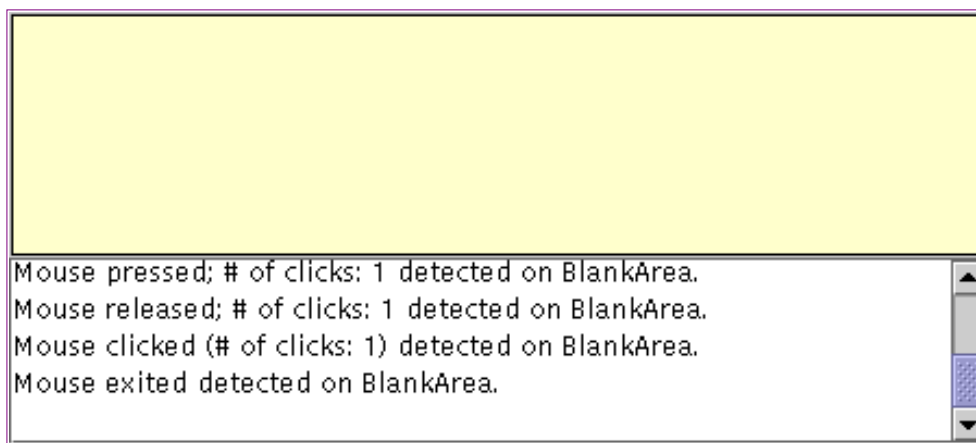 Mouse pressed; # of clicks: 1 detected on BlankArea.
Mouse released; # of clicks: 1 detected on BlankArea.
Mouse clicked (# of clicks: 1) detected on BlankArea.
Mouse exited detected on BlankArea.